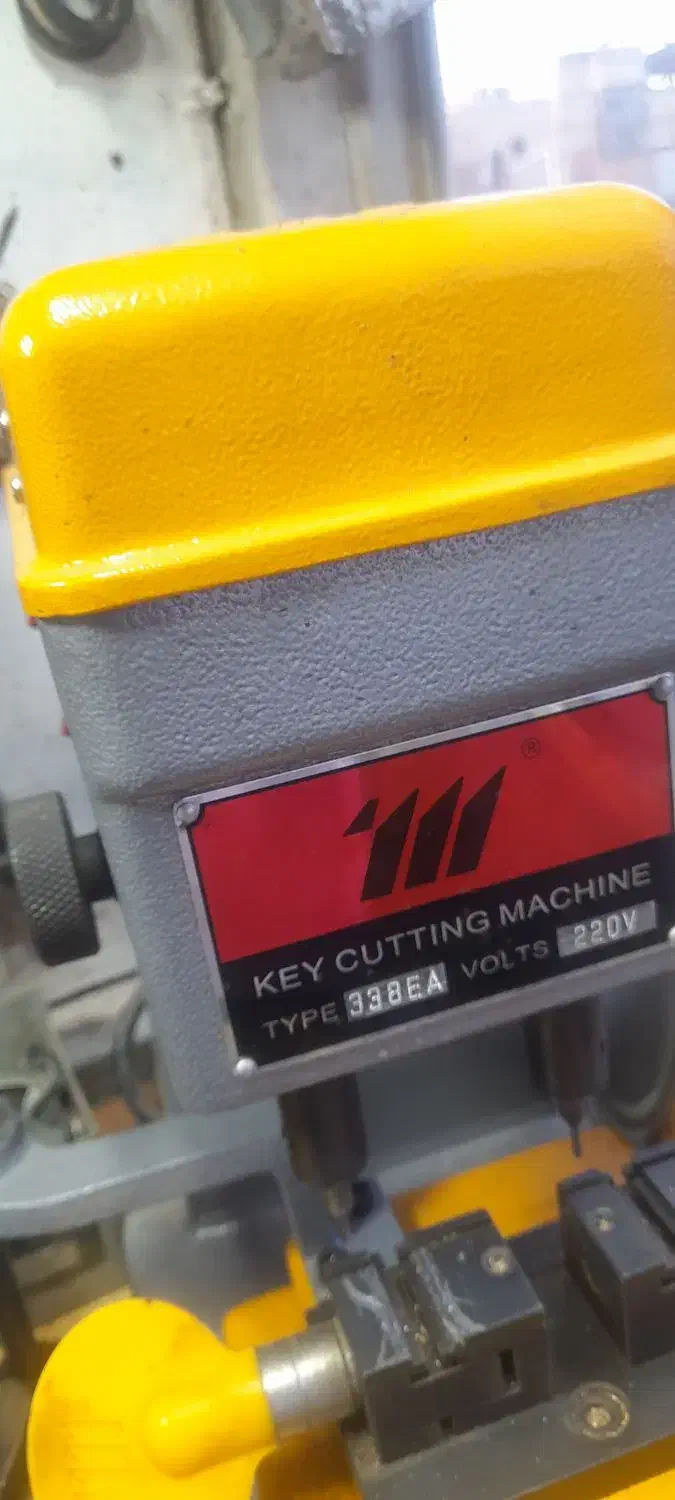 ®
KEY CUTTING MACHINE
TYPE 338EA VOLTS 220V